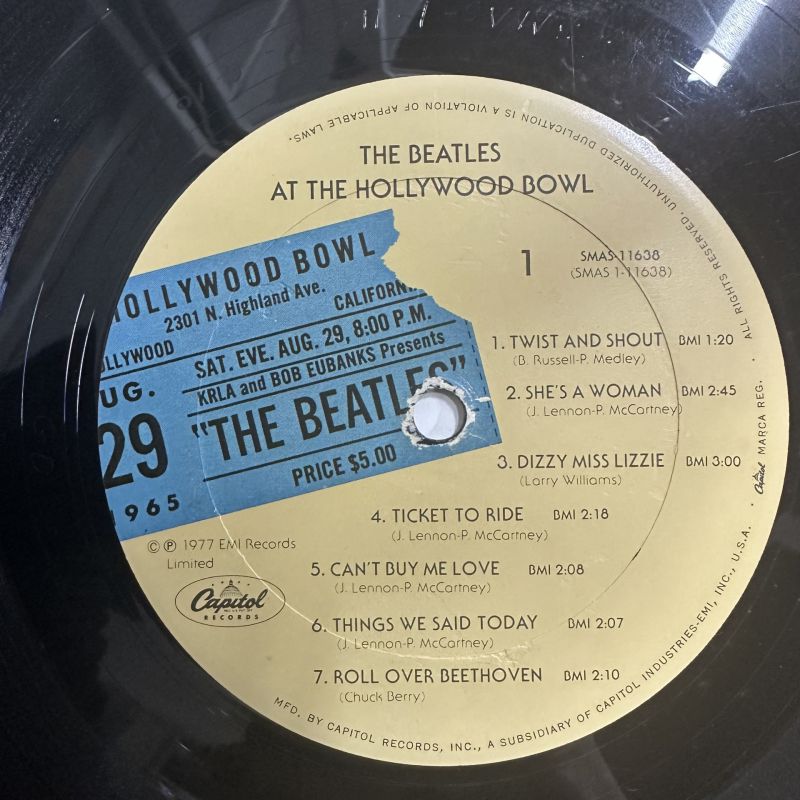 THE BEATLES
AT THE HOLLYWOOD BOWL
1
SMAS-11638
(SMAS 1-11638)
HOLLYWOOD BOWL
2301 N. Highland Ave.
OLLYWOOD CALIFORN
SAT. EVE. AUG. 29, 8:00 P.M.
KRLA and BOB EUBANKS Presents
"THE BEATLES"
PRICE $5.00
UG.
29
1965
1. TWIST AND SHOUT BMI 1:20
(B. Russell-P. Medley)
2. SHE'S A WOMAN BMI 2:45
(J. Lennon-P. McCartney)
3. DIZZY MISS LIZZIE BMI 3:00
(Larry Williams)
4. TICKET TO RIDE BMI 2:18
(J. Lennon-P. McCartney)
5. CAN'T BUY ME LOVE BMI 2:08
(J. Lennon-P. McCartney)
6. THINGS WE SAID TODAY BMI 2:07
(J. Lennon-P. McCartney)
7. ROLL OVER BEETHOVEN BMI 2:10
(Chuck Berry)
© ℗ 1977 EMI Records
Limited
Capitol
RECORDS
MFD. BY CAPITOL RECORDS, INC., A SUBSIDIARY OF CAPITOL INDUSTRIES-EMI, INC., U.S.A. • Capitol MARCA REG. • ALL RIGHTS RESERVED. UNAUTHORIZED DUPLICATION IS A VIOLATION OF APPLICABLE LAWS.